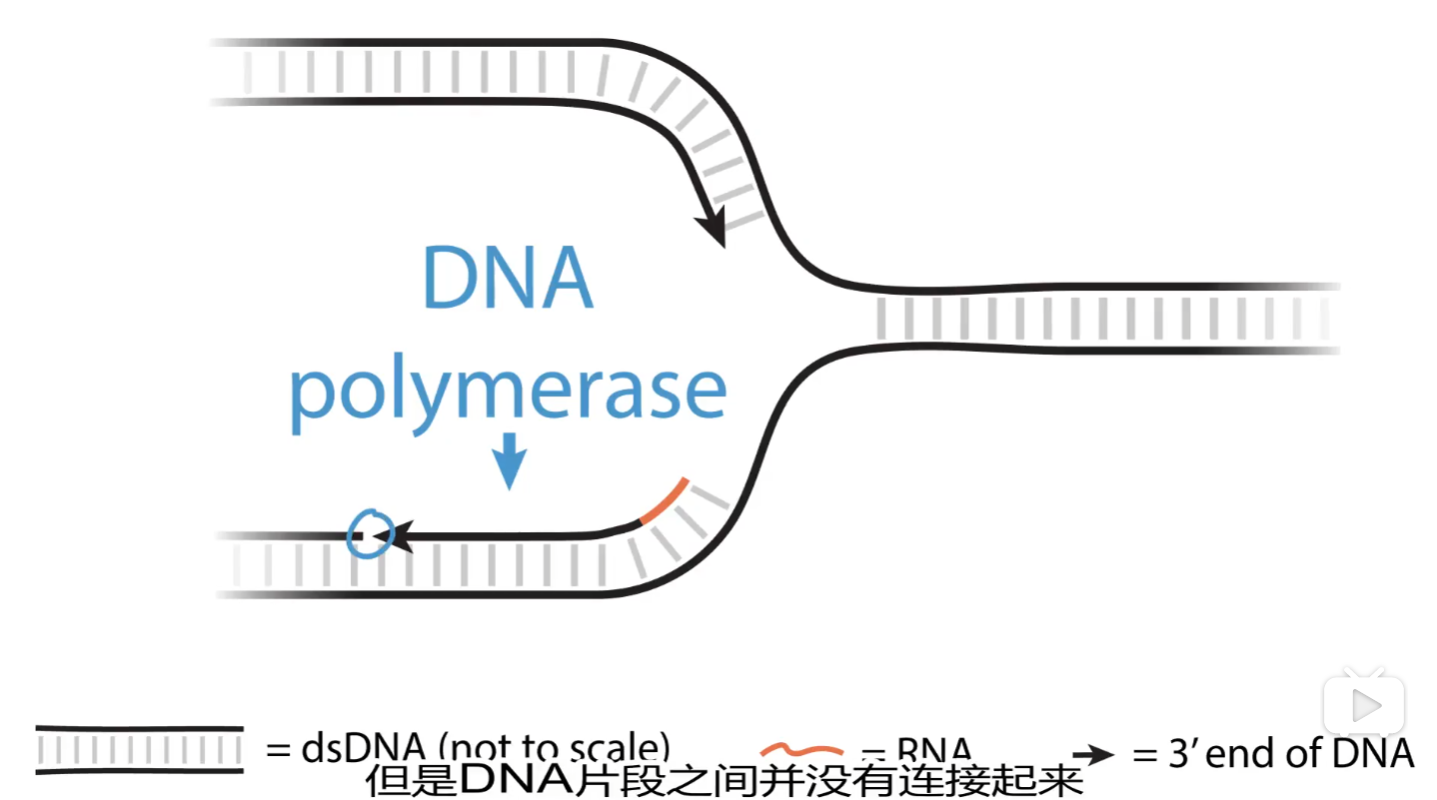 DNA
polymerase
= dsDNA (not to scale)
= RNA
= 3' end of DNA
但是DNA片段之间并没有连接起来